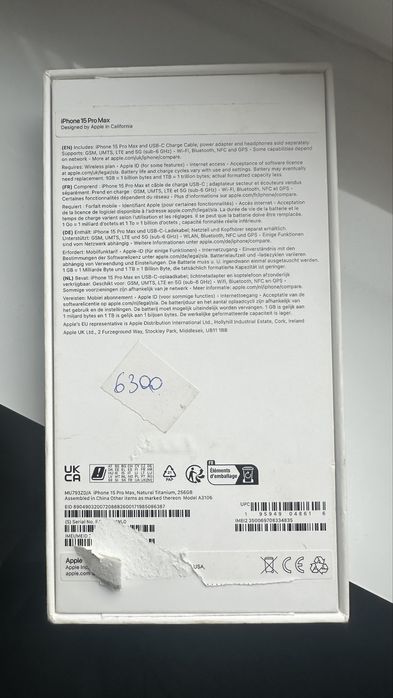 iPhone 15 Pro Max
Designed by Apple in California
(EN) Includes: iPhone 15 Pro Max and USB-C Charge Cable; power adapter and headphones sold separately
Supports: GSM, UMTS, LTE and 5G (sub-6 GHz) • Wi-Fi, Bluetooth, NFC and GPS • Some capabilities depend
on network • More at apple.com/uk/iphone/compare.
Requires: Wireless plan • Apple ID (for some features) • Internet access • Acceptance of software licence
at apple.com/uk/legal/sla. Battery life and charge cycles vary with use and settings. Battery may eventually
need replacement. 1GB = 1 billion bytes and 1TB = 1 trillion bytes; actual formatted capacity less.
(FR) Comprend : iPhone 15 Pro Max et câble de charge USB-C ; adaptateur secteur et écouteurs vendus
séparément. Prend en charge : GSM, UMTS, LTE et 5G (sub-6 GHz) • Wi-Fi, Bluetooth, NFC et GPS •
Certaines fonctionnalités dépendent du réseau • Plus d'informations sur apple.com/fr/iphone/compare.
Requiert : Forfait mobile • Identifiant Apple (pour certaines fonctionnalités) • Accès internet • Acceptation
de la licence de logiciel disponible à l'adresse apple.com/fr/legal/sla. La durée de vie de la batterie et le
temps de charge varient selon l'utilisation et les réglages. Il se peut que la batterie doive être remplacée.
1 Go = 1 milliard d'octets et 1 To = 1 billion d'octets ; capacité formatée réelle inférieure.
(DE) Enthält: iPhone 15 Pro Max und USB-C-Ladekabel; Netzteil und Kopfhörer separat erhältlich.
Unterstützt: GSM, UMTS, LTE und 5G (sub-6 GHz) • WLAN, Bluetooth, NFC und GPS • Einige Funktionen
sind vom Netzwerk abhängig • Weitere Informationen unter apple.com/de/iphone/compare.
Erfordert: Mobilfunktarif • Apple-ID (für einige Funktionen) • Internetzugang • Einverständnis mit den
Bestimmungen der Softwarelizenz unter apple.com/de/legal/sla. Batterielaufzeit und -ladezyklen variieren
abhängig von Verwendung und Einstellungen. Die Batterie muss u. U. irgendwann einmal ausgetauscht werden.
1 GB = 1 Milliarde Byte und 1 TB = 1 Billion Byte, die tatsächlich formatierte Kapazität ist geringer.
(NL) Bevat: iPhone 15 Pro Max en USB-C-oplaadkabel; lichtnetadapter en koptelefoon afzonderlijk
verkrijgbaar. Geschikt voor: GSM, UMTS, LTE en 5G (sub-6 GHz) • Wifi, Bluetooth, NFC en GPS •
Sommige voorzieningen zijn afhankelijk van je netwerk • Meer informatie: apple.com/nl/iphone/compare.
Vereisten: Mobiel abonnement • Apple ID (voor sommige functies) • Internettoegang • Acceptatie van de
softwarelicentie op apple.com/nl/legal/sla. De batterijduur en het aantal oplaadcycli zijn afhankelijk van
het gebruik en de instellingen. De batterij moet mogelijk uiteindelijk worden vervangen. 1 GB is gelijk aan
1 miljard bytes en 1 TB is gelijk aan 1 biljoen bytes. De werkelijke geformatteerde capaciteit is lager.
Apple's EU representative is Apple Distribution International Ltd., Hollyhill Industrial Estate, Cork, Ireland
Apple UK Ltd., 2 Furzeground Way, Stockley Park, Middlesex, UB11 1BB
6300
UK
CA
PAP
FR
Éléments
d'emballage
MU793ZD/A iPhone 15 Pro Max, Natural Titanium, 256GB
Assembled in China Other items as marked thereon Model A3106
EID 89049032007208882600171985086387
UPC
1 95949 04861 6
(S) Serial No.
IMEI2 350069708334835
IMEI/MEID
Apple
Apple Inc.
apple.com
USA.
CE